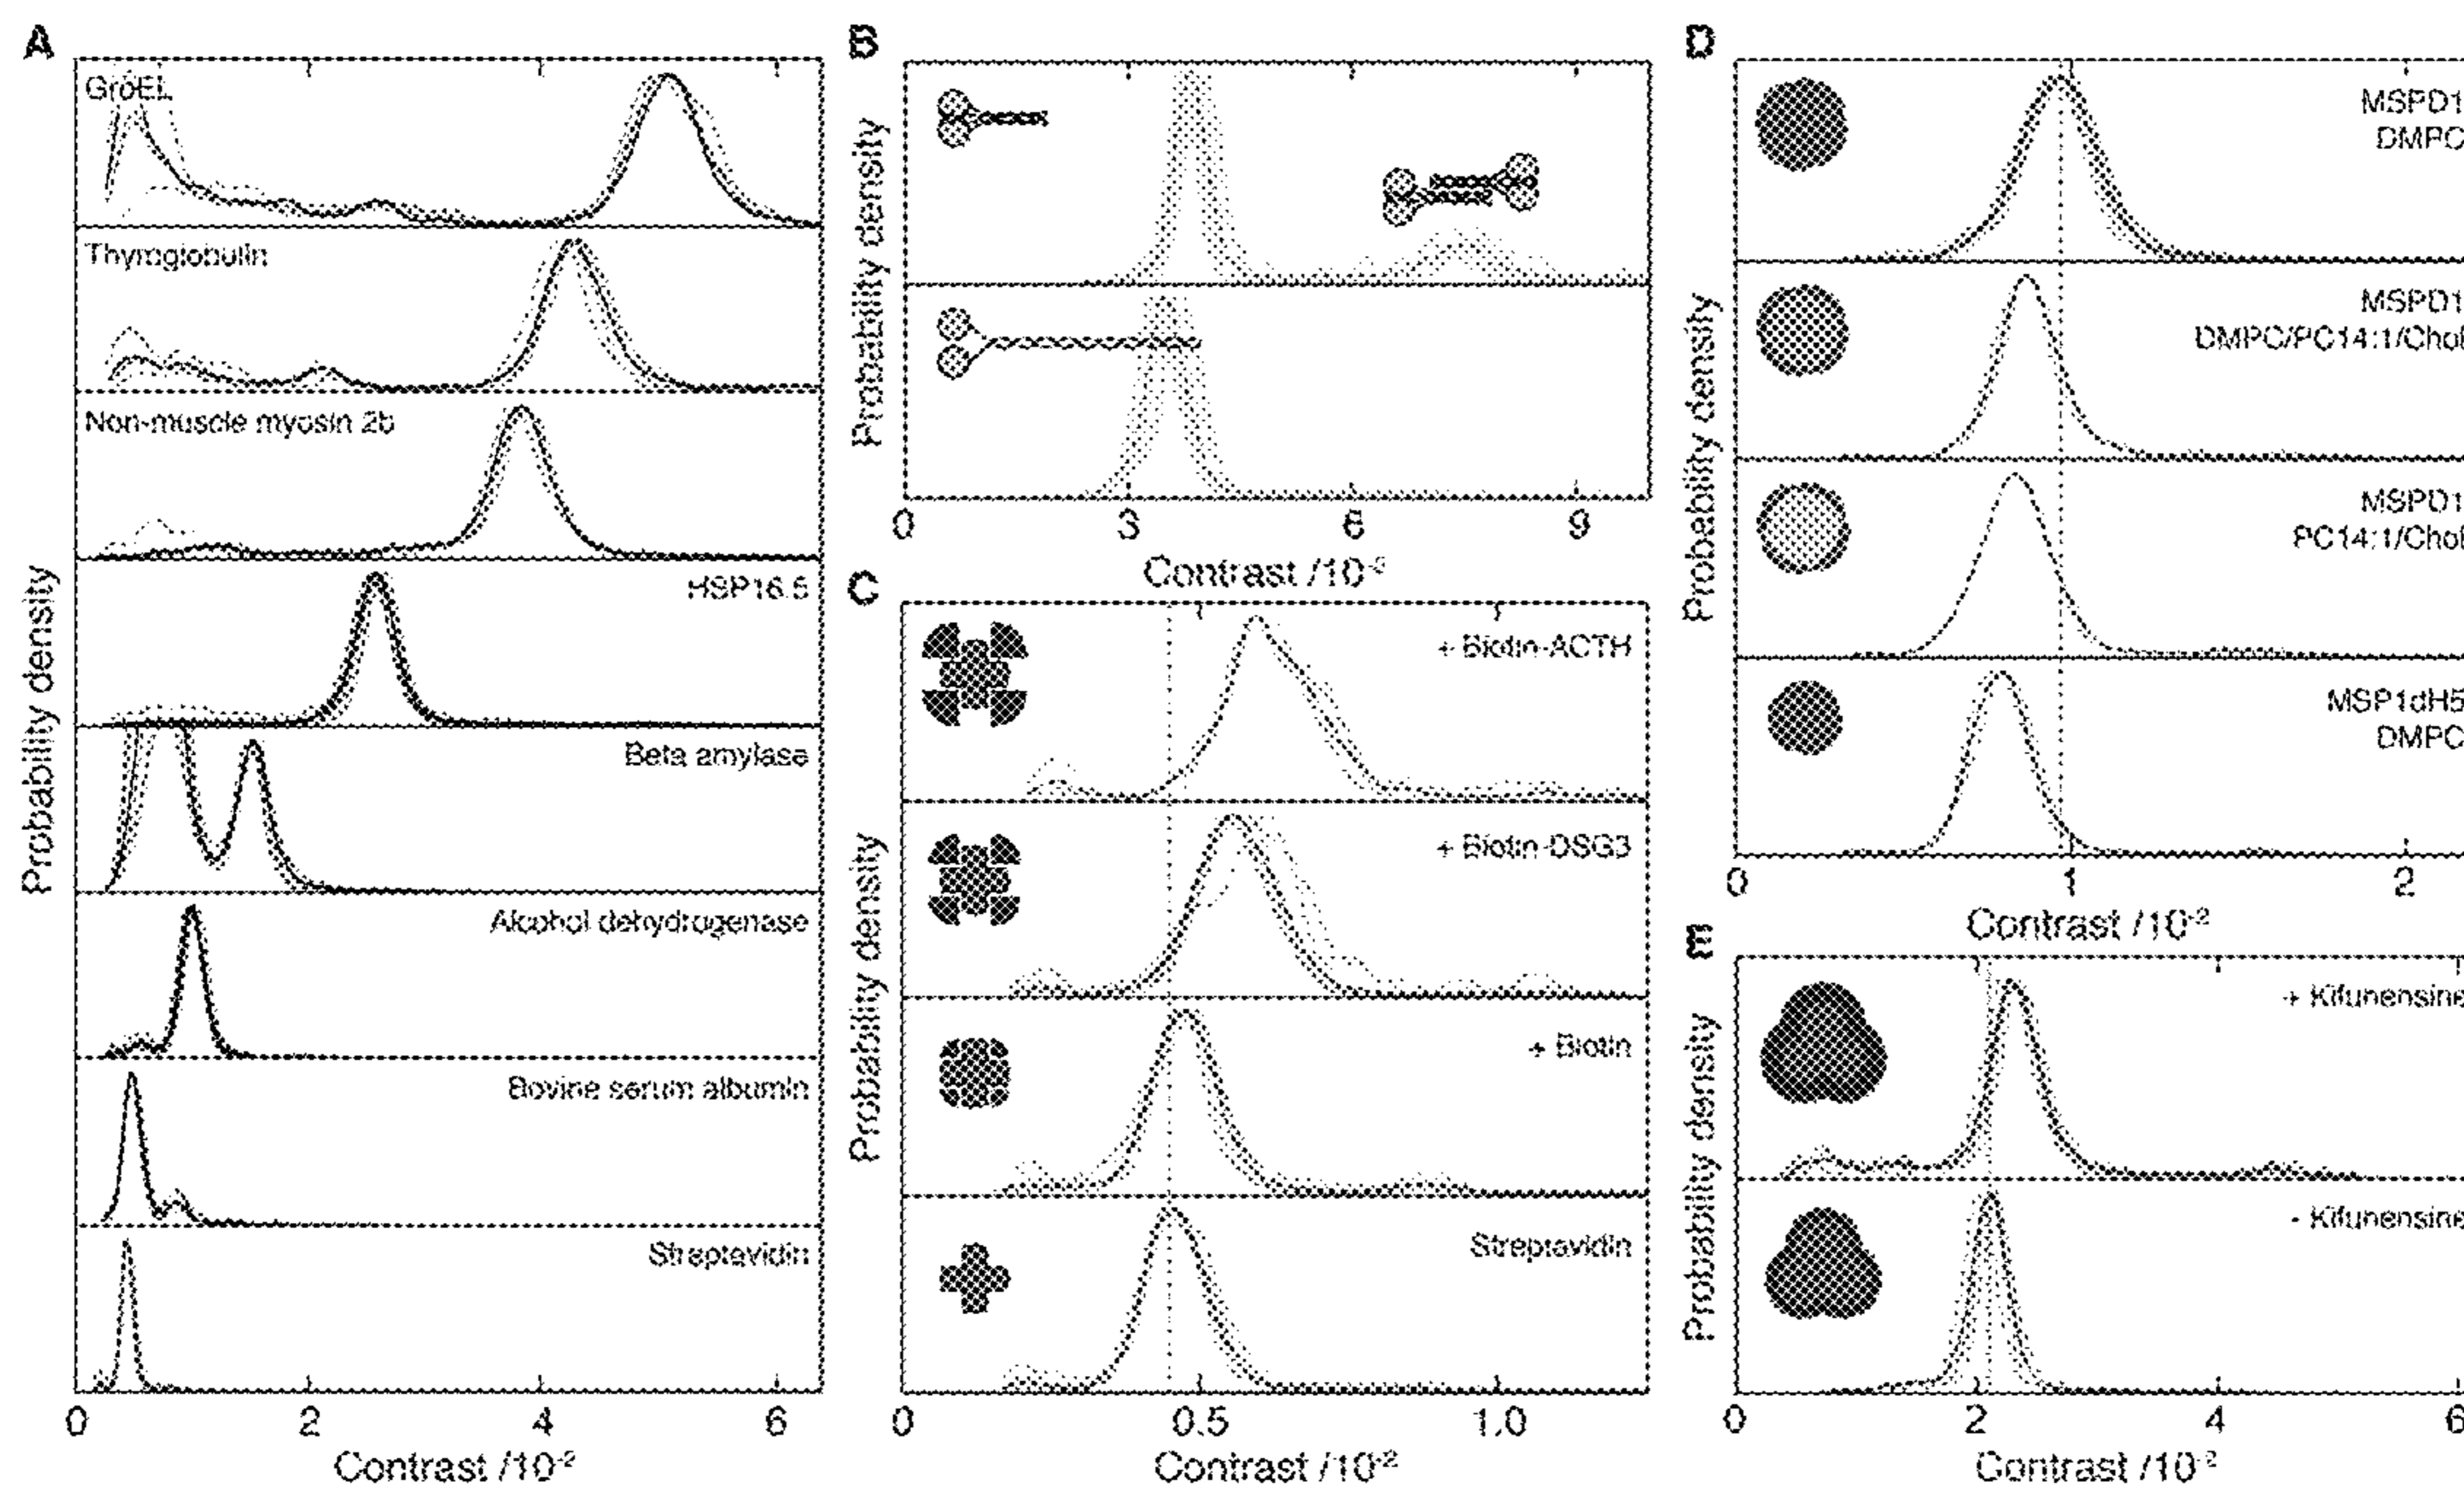 A
GroEL
Thyroglobulin
Non-muscle myosin 2b
HSP16.5
Beta amylase
Alcohol dehydrogenase
Bovine serum albumin
Streptavidin
Probability density
0 2 4 6
Contrast /10⁻²
B
Probability density
0 3 6 9
Contrast /10⁻²
C
+ Biotin-ACTH
+ Biotin-DSG3
+ Biotin
Streptavidin
Probability density
0 0.5 1.0
Contrast /10⁻²
D
MSPD1
DMPC
MSPD1
DMPC/PC14:1/Chol
MSPD1
PC14:1/Chol
MSP1dH5
DMPC
Probability density
0 1 2
Contrast /10⁻²
E
+ Kifunensine
- Kifunensine
Probability density
0 2 4 6
Contrast /10⁻²